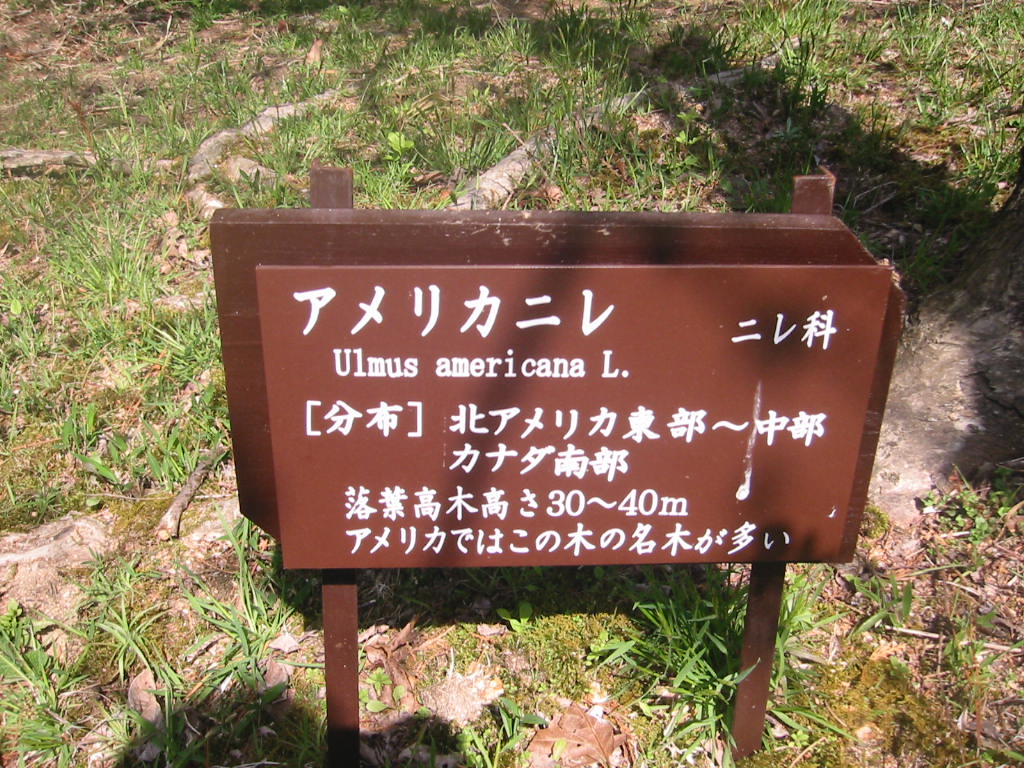 アメリカニレ ニレ科
Ulmus americana L.
[分布] 北アメリカ東部～中部
カナダ南部
落葉高木高さ30～40m
アメリカではこの木の名木が多い